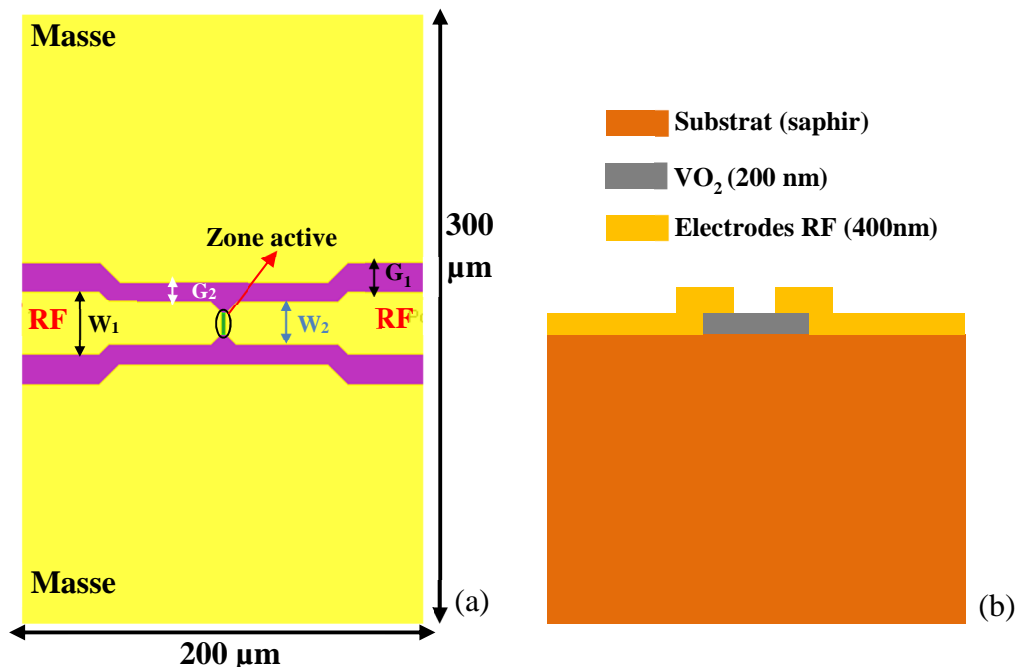 Masse
Zone active
300
µm
G₁
G₂
RF
W₁
W₂
RF
Masse
(a)
200 µm
Substrat (saphir)
VO₂ (200 nm)
Electrodes RF (400nm)
(b)